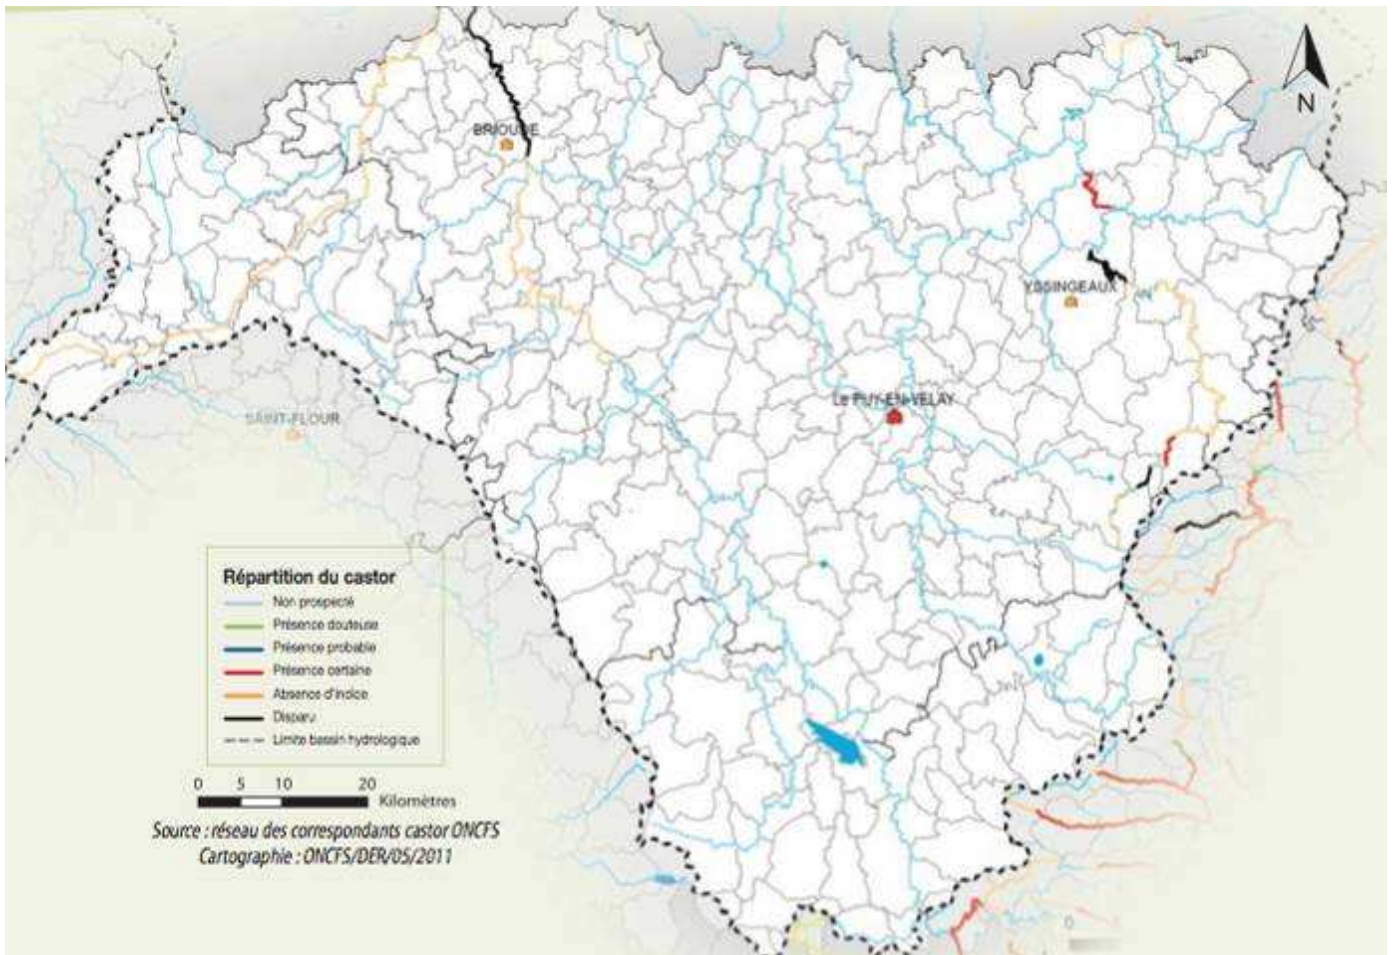 N
BRIOUDE
YSSINGEAUX
Le PUY-EN-VELAY
SAINT-FLOUR
Répartition du castor
Non prospecté
Présence douteuse
Présence probable
Présence certaine
Absence d'indice
Disparu
Limite bassin hydrologique
0 5 10 20
Kilomètres
Source : réseau des correspondants castor ONCFS
Cartographie : ONCFS/DER/05/2011
0